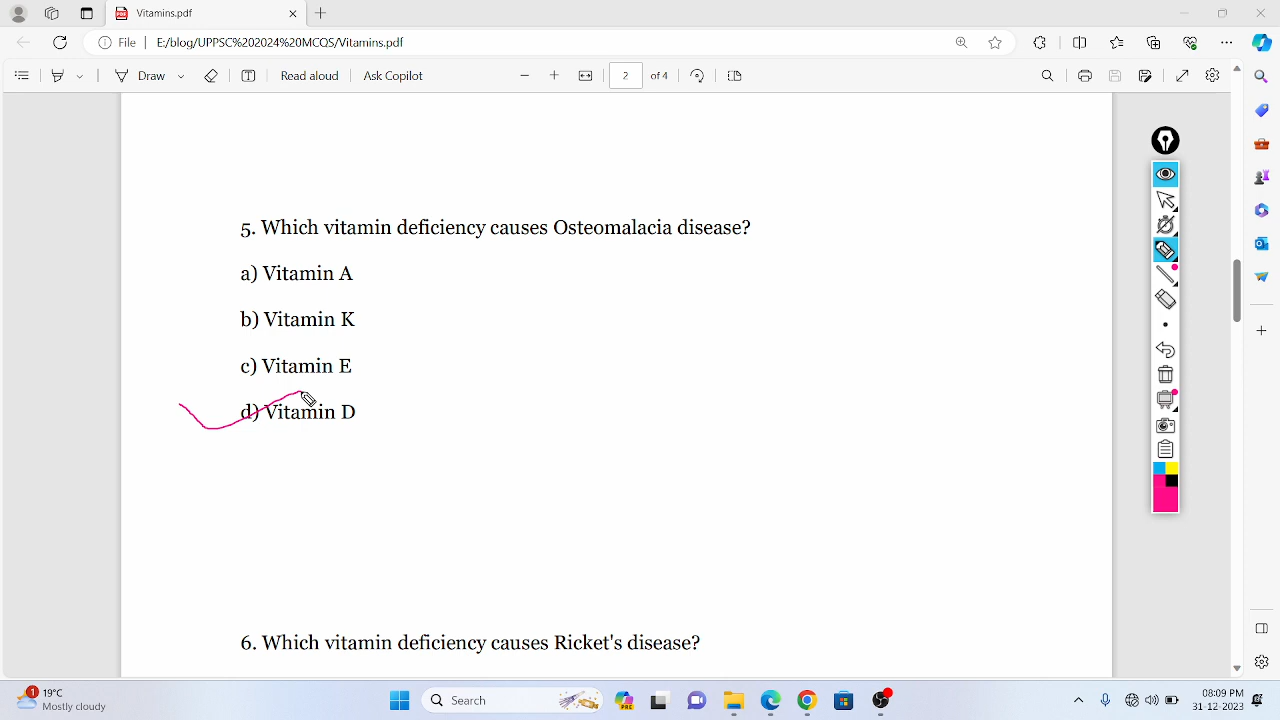 Vitamins.pdf
File
E:/blog/UPPSC%202024%20MCQS/Vitamins.pdf
Draw
Read aloud
Ask Copilot
2
of 4
5. Which vitamin deficiency causes Osteomalacia disease?
a) Vitamin A
b) Vitamin K
c) Vitamin E
d) Vitamin D
6. Which vitamin deficiency causes Ricket's disease?
1
19°C
Mostly cloudy
Search
PRE
08:09 PM
31-12-2023